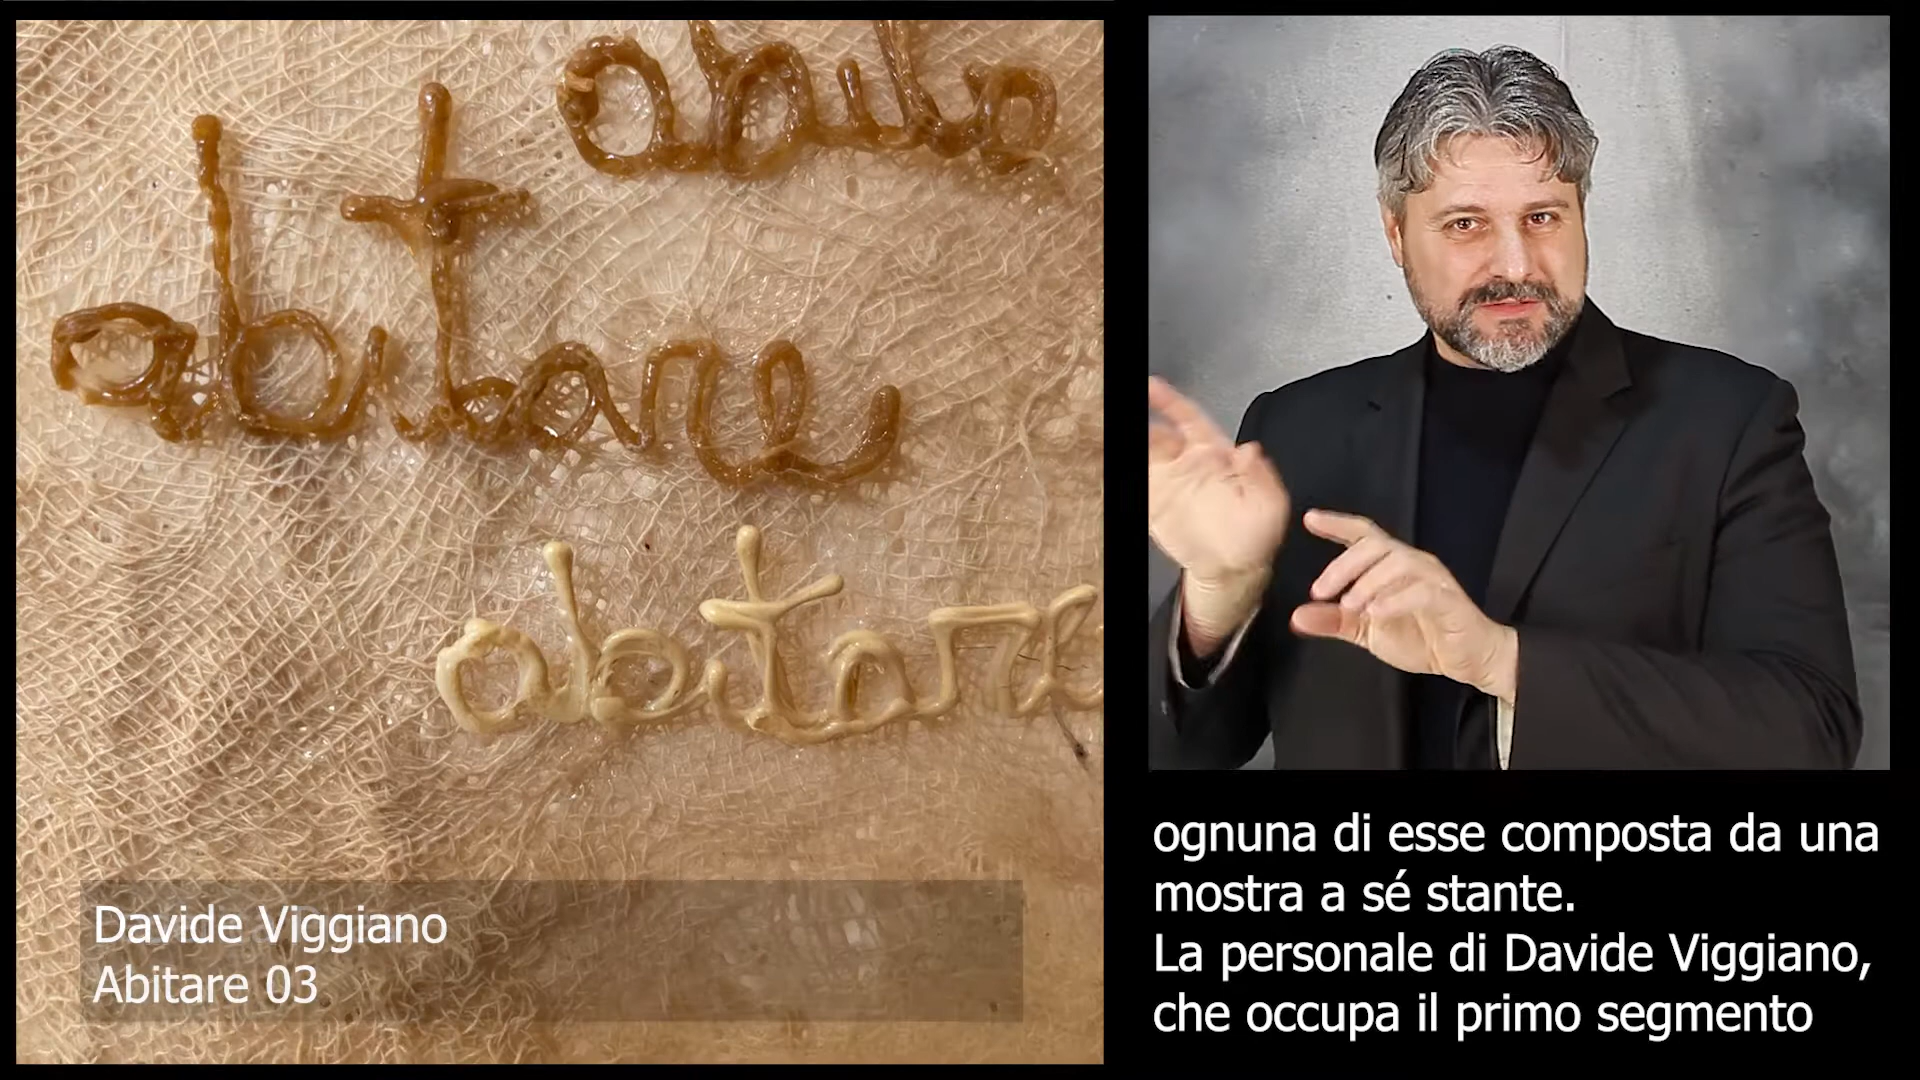 abito
abitare
abitare
Davide Viggiano
Abitare 03
ognuna di esse composta da una
mostra a sé stante.
La personale di Davide Viggiano,
che occupa il primo segmento